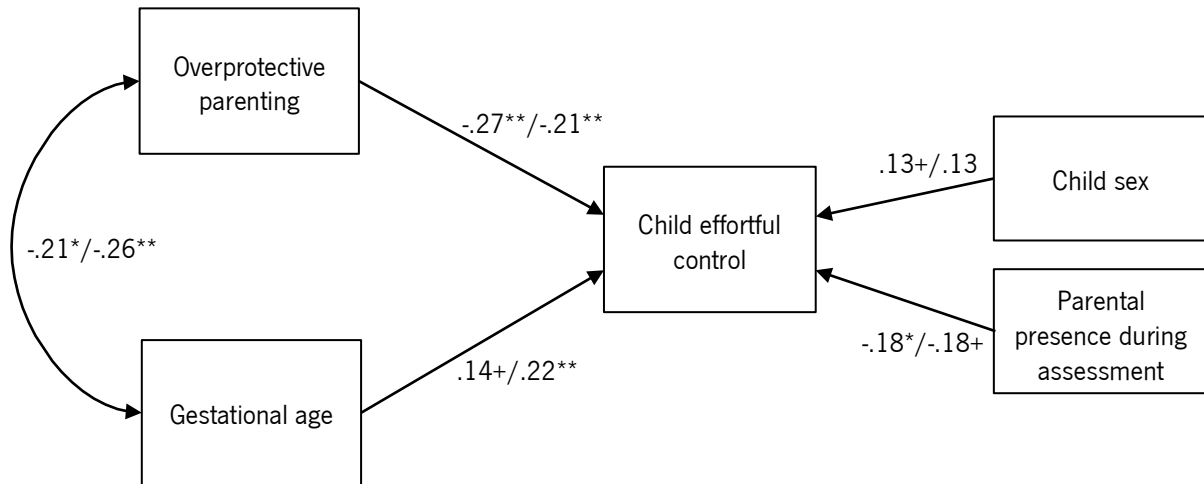 Overprotective
parenting
-.27**/-.21**
.13+/.13
Child sex
Child effortful
control
-.21*/-.26**
Parental
presence during
assessment
-.18*/-.18+
.14+/.22**
Gestational age